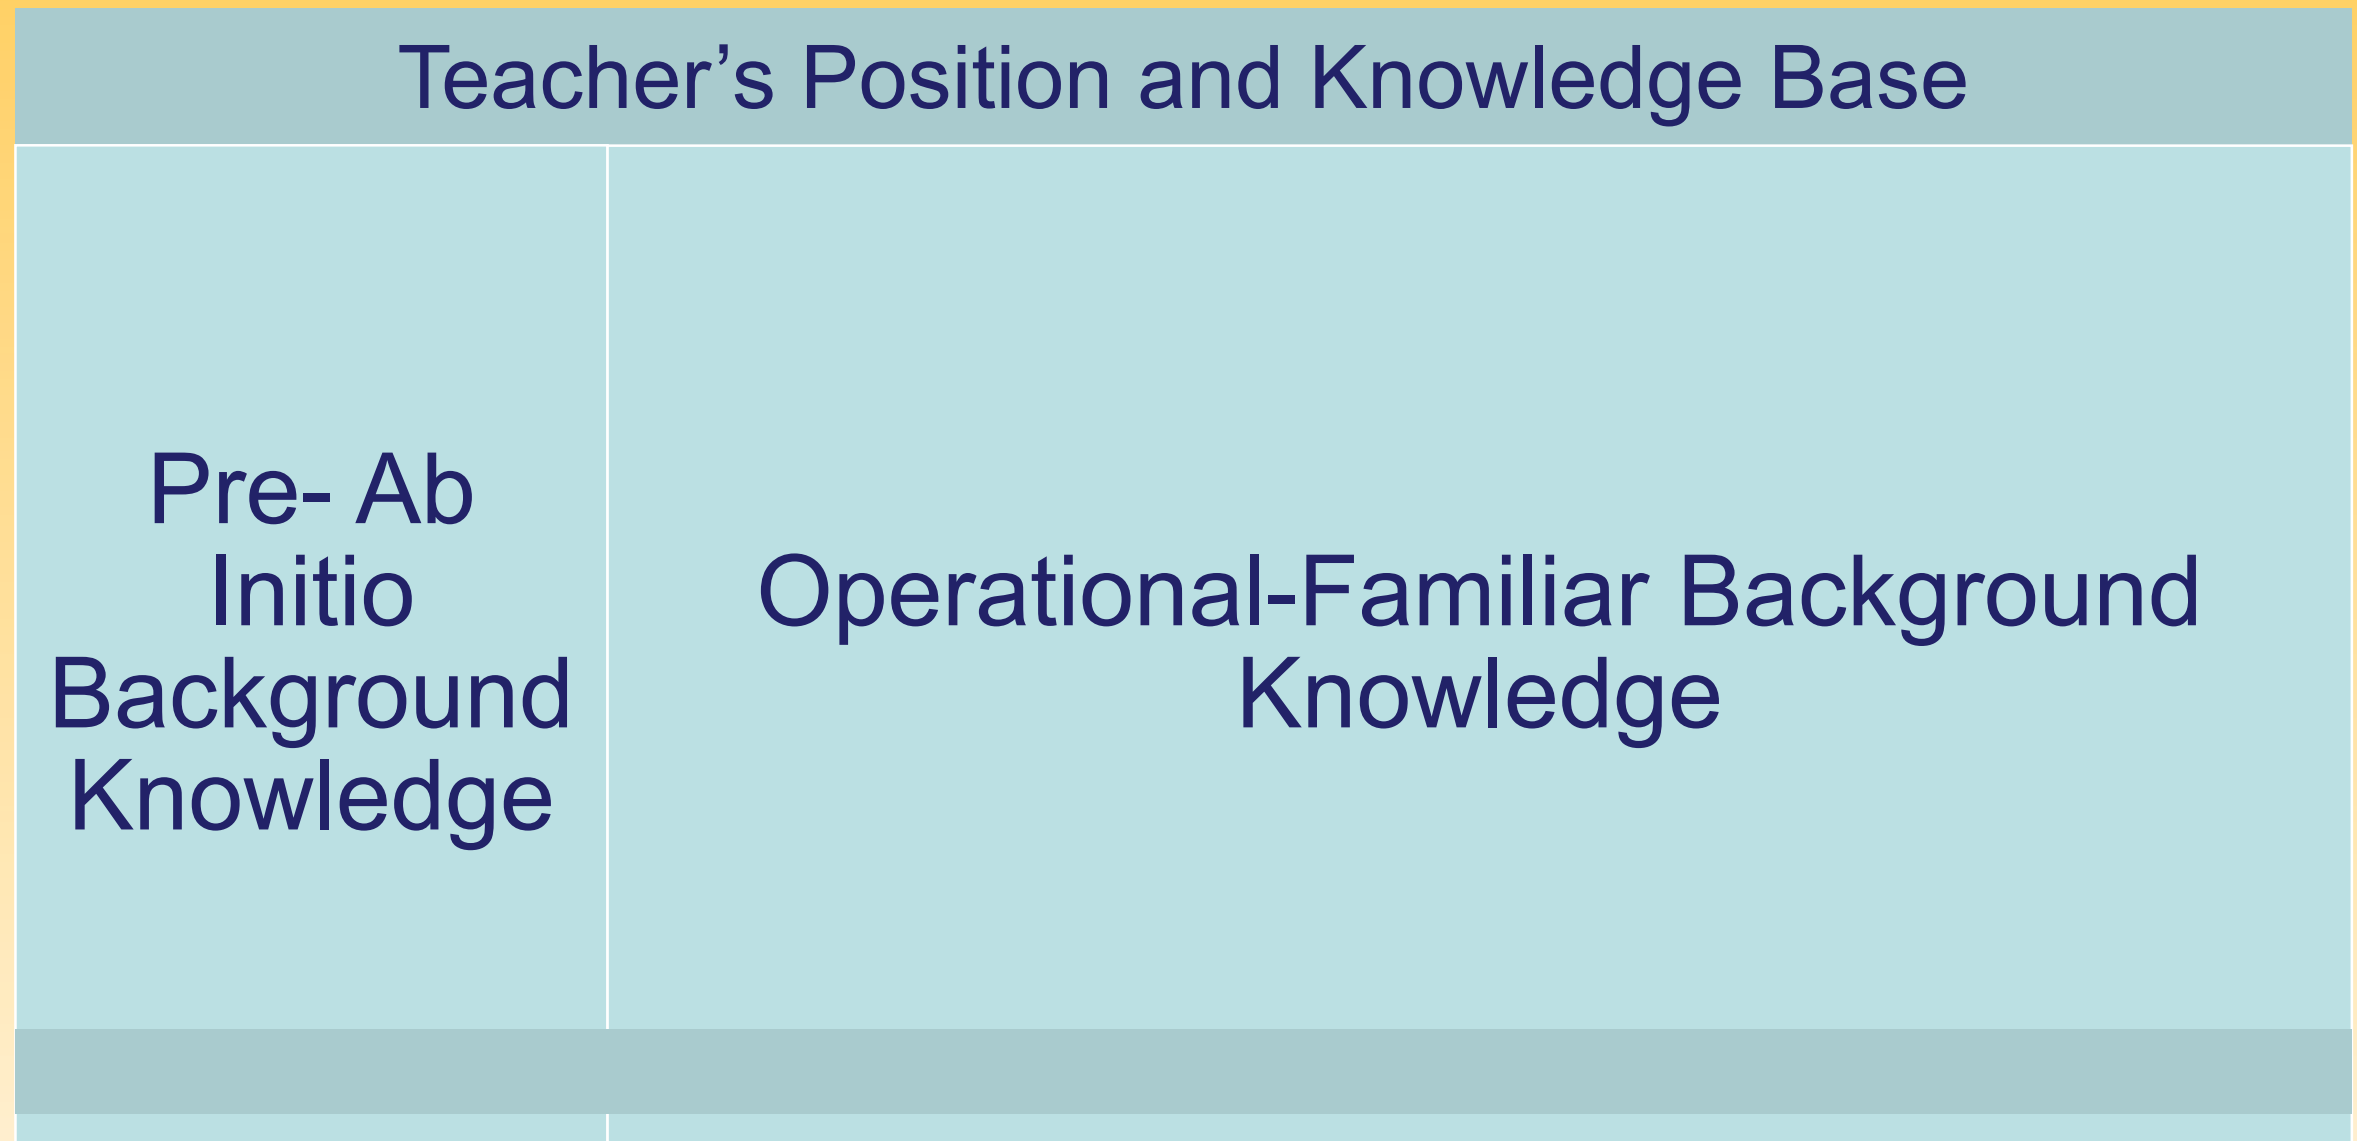 Teacher’s Position and Knowledge Base
Pre- Ab
Initio
Background
Knowledge
Operational-Familiar Background
Knowledge